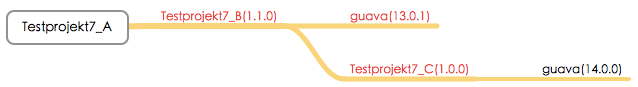 Testprojekt7_A
Testprojekt7_B(1.1.0)
guava(13.0.1)
Testprojekt7_C(1.0.0)
guava(14.0.0)